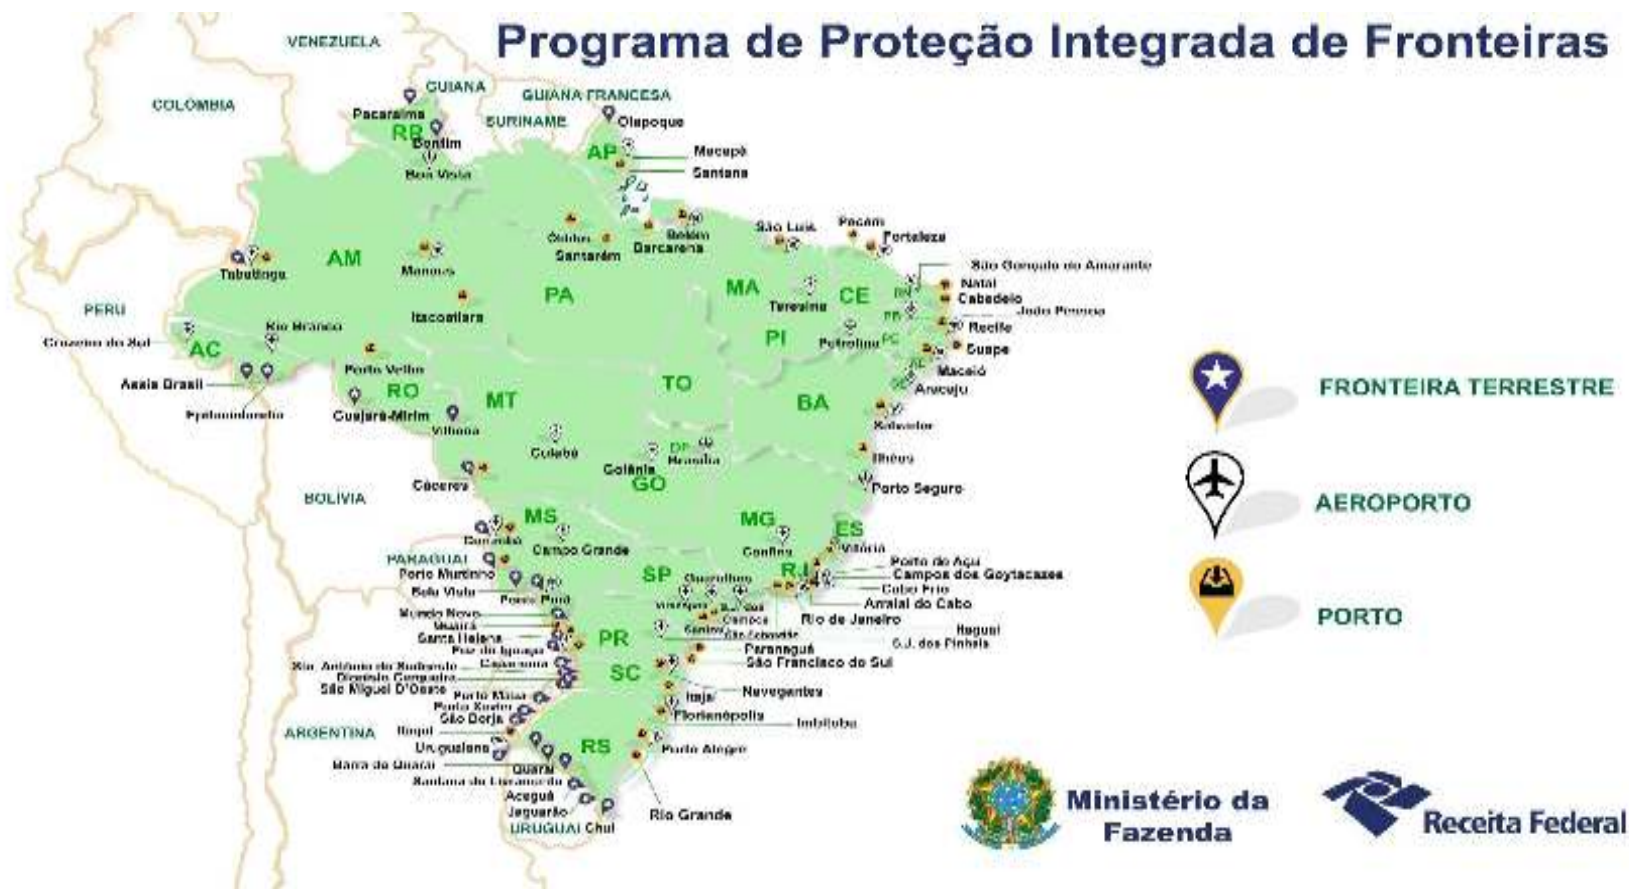 Programa de Proteção Integrada de Fronteiras
VENEZUELA
GUIANA
COLÔMBIA
GUIANA FRANCESA
SURINAME
Pacaraima
RR
Bonfim
Boa Vista
Oiapoque
AP
Macapá
Santana
AM
Tabatinga
Manaus
Itacoatiara
Óbidos
Santarém
Barcarena
Belém
São Luís
Pecém
Fortaleza
PA
MA
Teresina
CE
São Gonçalo do Amarante
RN
Natal
Cabedelo
PB
João Pessoa
Recife
PI
Petrolina
Suape
Maceió
Aracaju
PERU
Cruzeiro do Sul
Rio Branco
AC
Assis Brasil
Epitaciolândia
Porto Velho
RO
Guajará-Mirim
Vilhena
MT
TO
BA
Salvador
Ilhéus
Porto Seguro
Cuiabá
Goiânia
DF
Brasília
GO
Cáceres
BOLÍVIA
MS
Corumbá
Campo Grande
MG
Confins
ES
Vitória
PARAGUAI
Porto Murtinho
Bela Vista
Ponta Porã
SP
Guarulhos
Viracopos
Santos
São Sebastião
RJ
Porto do Açu
Campos dos Goytacazes
Cabo Frio
Arraial do Cabo
Rio de Janeiro
Itaguaí
S.J. dos Pinhais
Mundo Novo
Guaíra
Santa Helena
Foz do Iguaçu
Capanema
PR
Paranaguá
São Francisco do Sul
Sto. Antônio do Sudoeste
Dionísio Cerqueira
São Miguel D'Oeste
SC
Navegantes
Itajaí
Florianópolis
Imbituba
Porto Mauá
Porto Xavier
São Borja
ARGENTINA
Itaqui
Uruguaiana
Barra do Quaraí
RS
Porto Alegre
Quaraí
Santana do Livramento
Aceguá
Jaguarão
Rio Grande
URUGUAI
Chuí
FRONTEIRA TERRESTRE
AEROPORTO
PORTO
Ministério da
Fazenda
Receita Federal